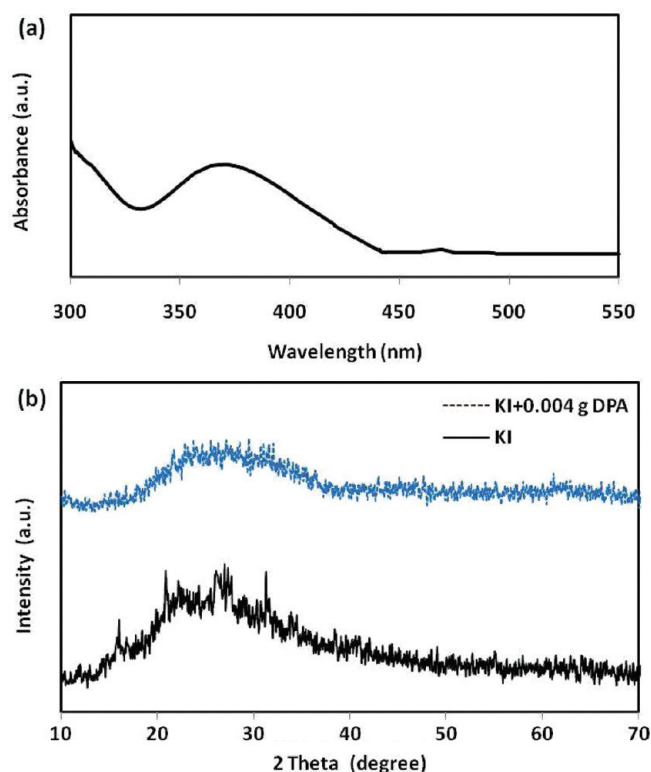 (a)
Absorbance (a.u.)
300 350 400 450 500 550
Wavelength (nm)
(b)
KI+0.004 g DPA
KI
Intensity (a.u.)
10 20 30 40 50 60 70
2 Theta (degree)